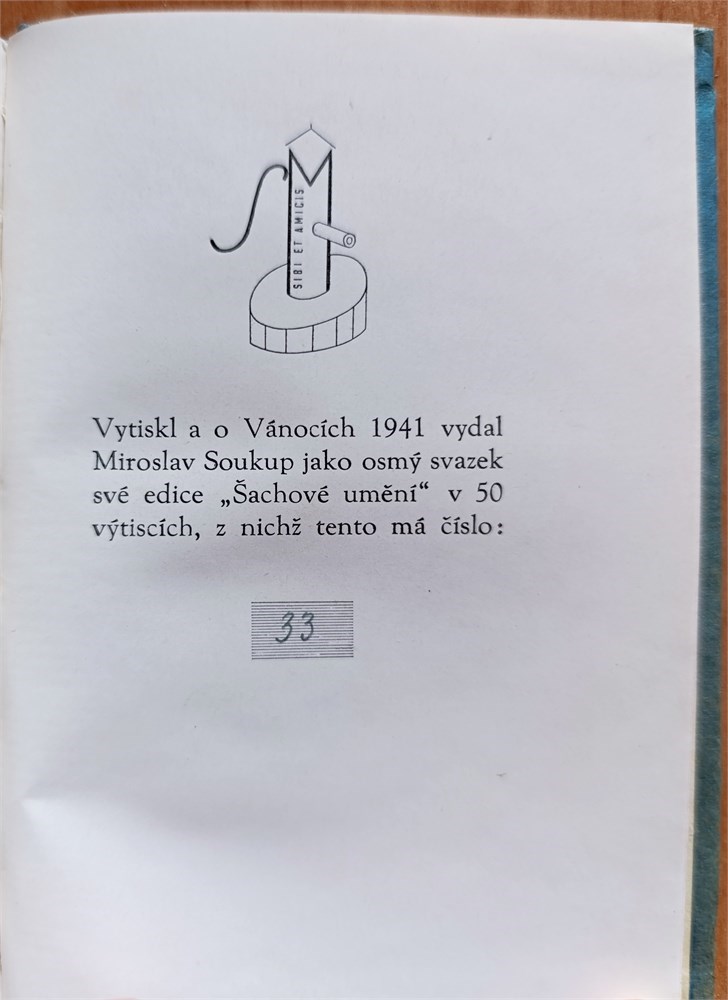 SIBI ET AMICIS
Vytiskl a o Vánocích 1941 vydal
Miroslav Soukup jako osmý svazek
své edice „Šachové umění“ v 50
výtiscích, z nichž tento má číslo:
33